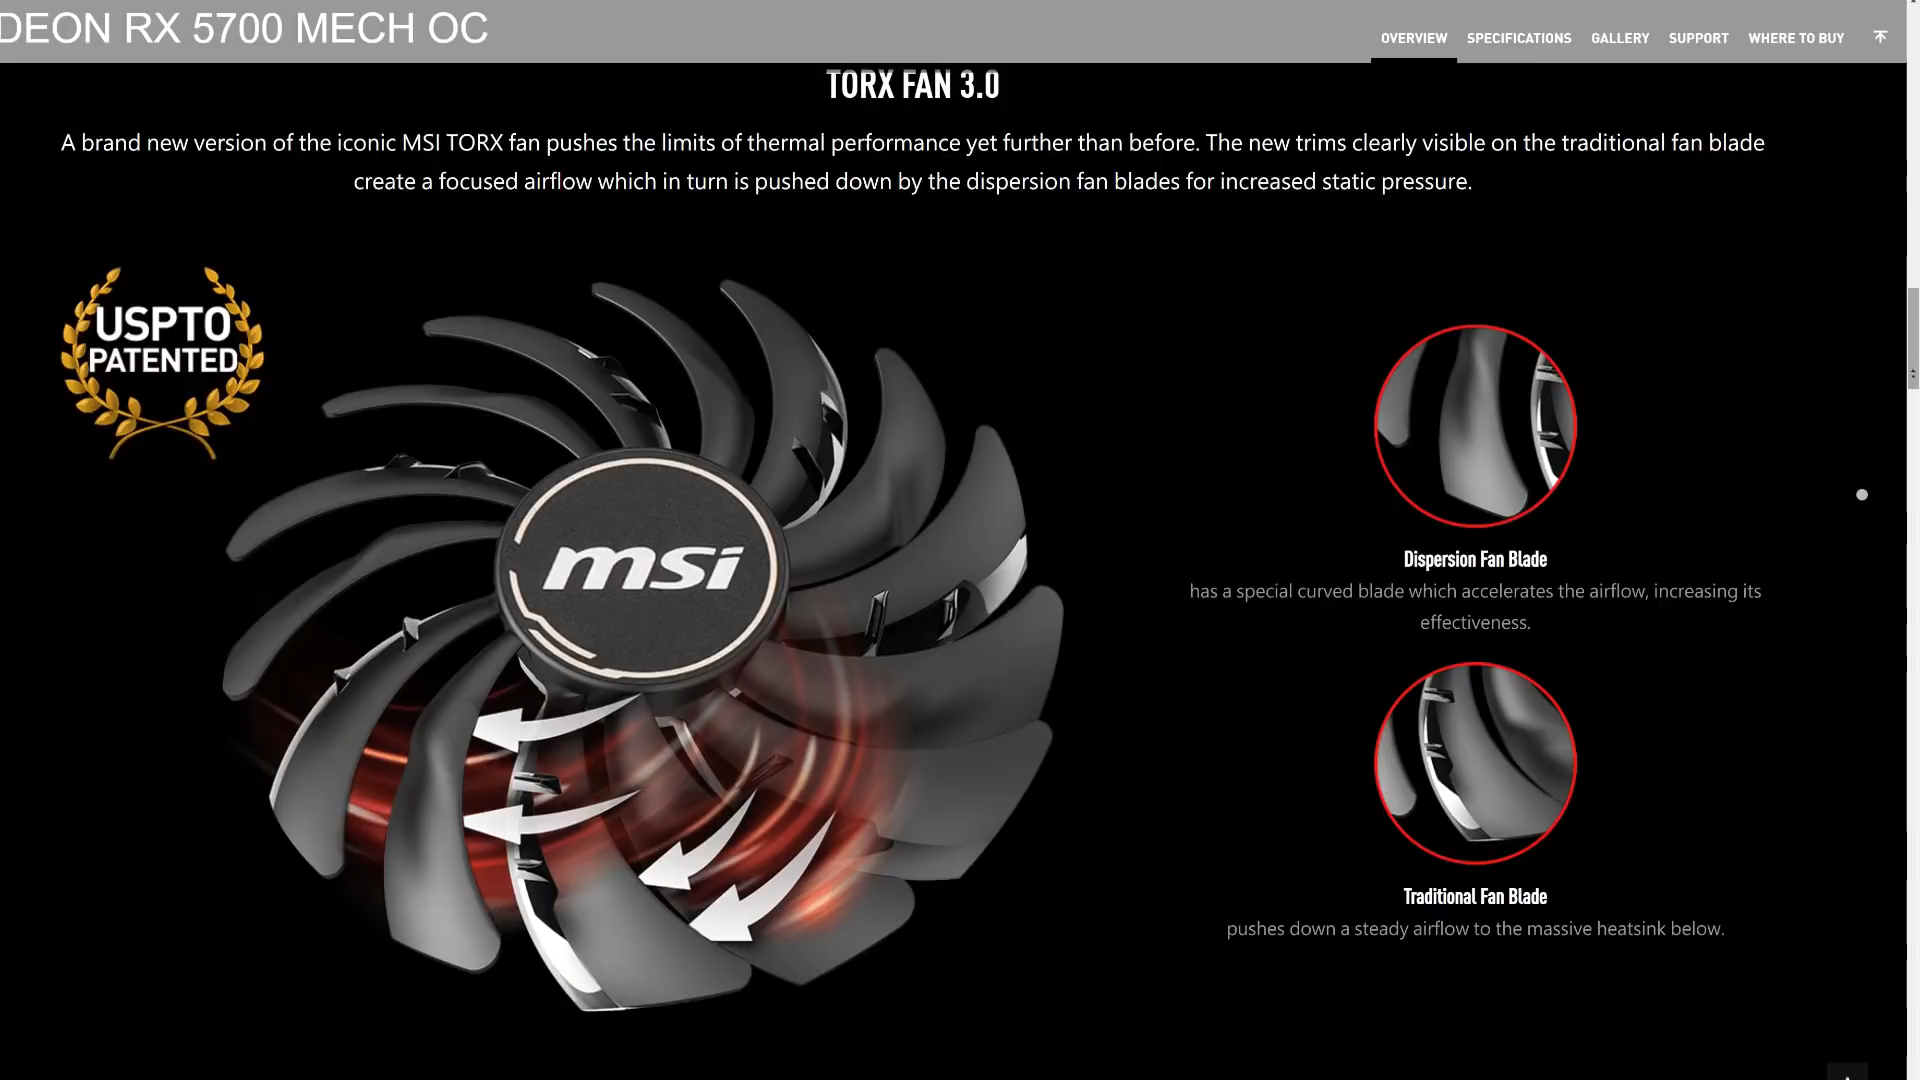 DEON RX 5700 MECH OC
OVERVIEW SPECIFICATIONS GALLERY SUPPORT WHERE TO BUY
TORX FAN 3.0
A brand new version of the iconic MSI TORX fan pushes the limits of thermal performance yet further than before. The new trims clearly visible on the traditional fan blade
create a focused airflow which in turn is pushed down by the dispersion fan blades for increased static pressure.
USPTO
PATENTED
msi
Dispersion Fan Blade
has a special curved blade which accelerates the airflow, increasing its
effectiveness.
Traditional Fan Blade
pushes down a steady airflow to the massive heatsink below.